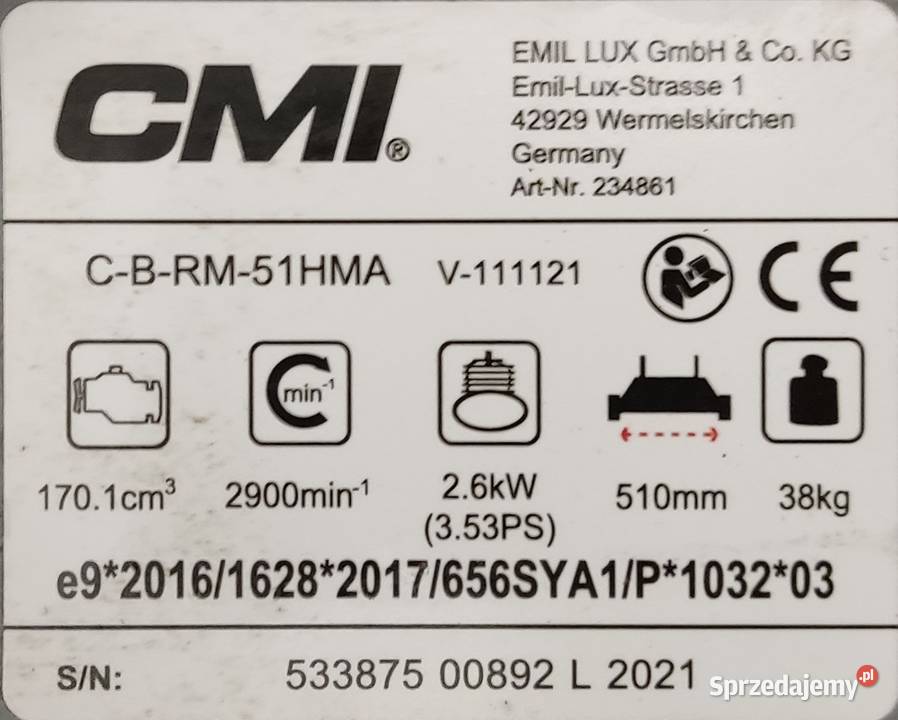 CMI®
EMIL LUX GmbH & Co. KG
Emil-Lux-Strasse 1
42929 Wermelskirchen
Germany
Art-Nr. 234861
C-B-RM-51HMA V-111121 CE
min-1
170.1cm³ 2900min-1 2.6kW (3.53PS) 510mm 38kg
e9*2016/1628*2017/656SYA1/P*1032*03
S/N: 533875 00892 L 2021
Sprzedajemy.pl